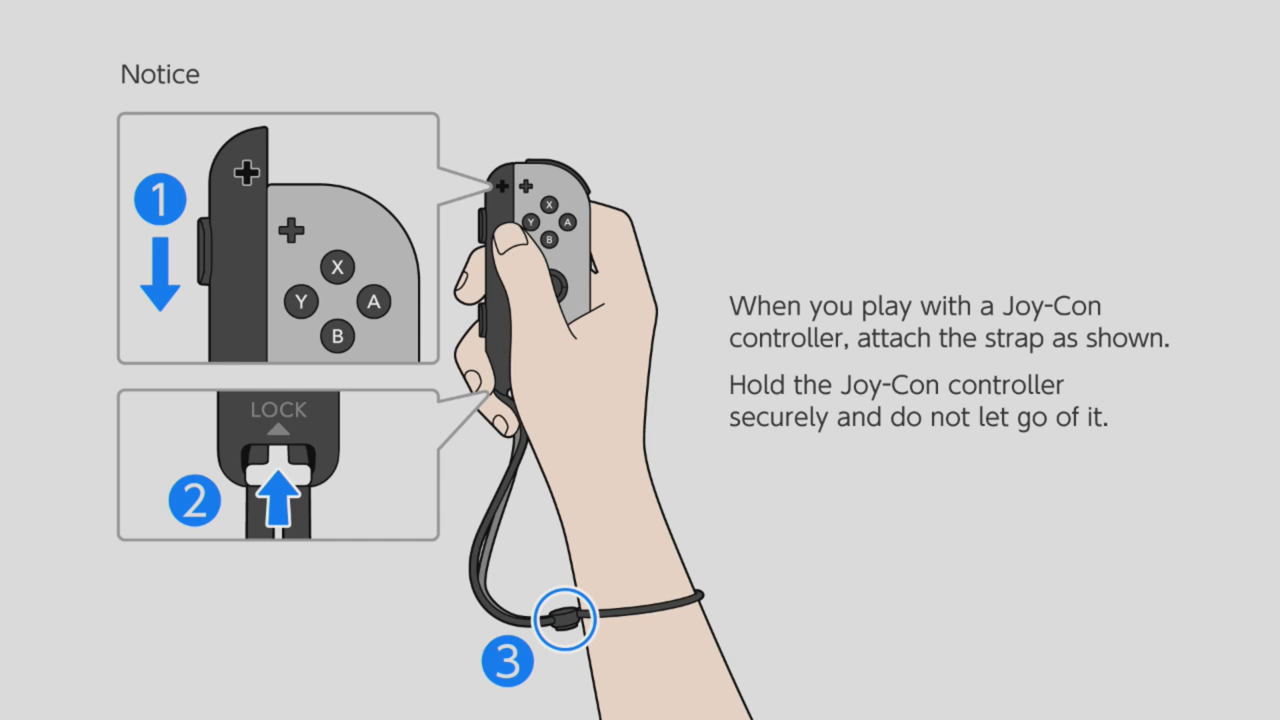 Notice
1
X
Y
A
B
LOCK
2
X
Y
A
B
3
When you play with a Joy-Con
controller, attach the strap as shown.
Hold the Joy-Con controller
securely and do not let go of it.